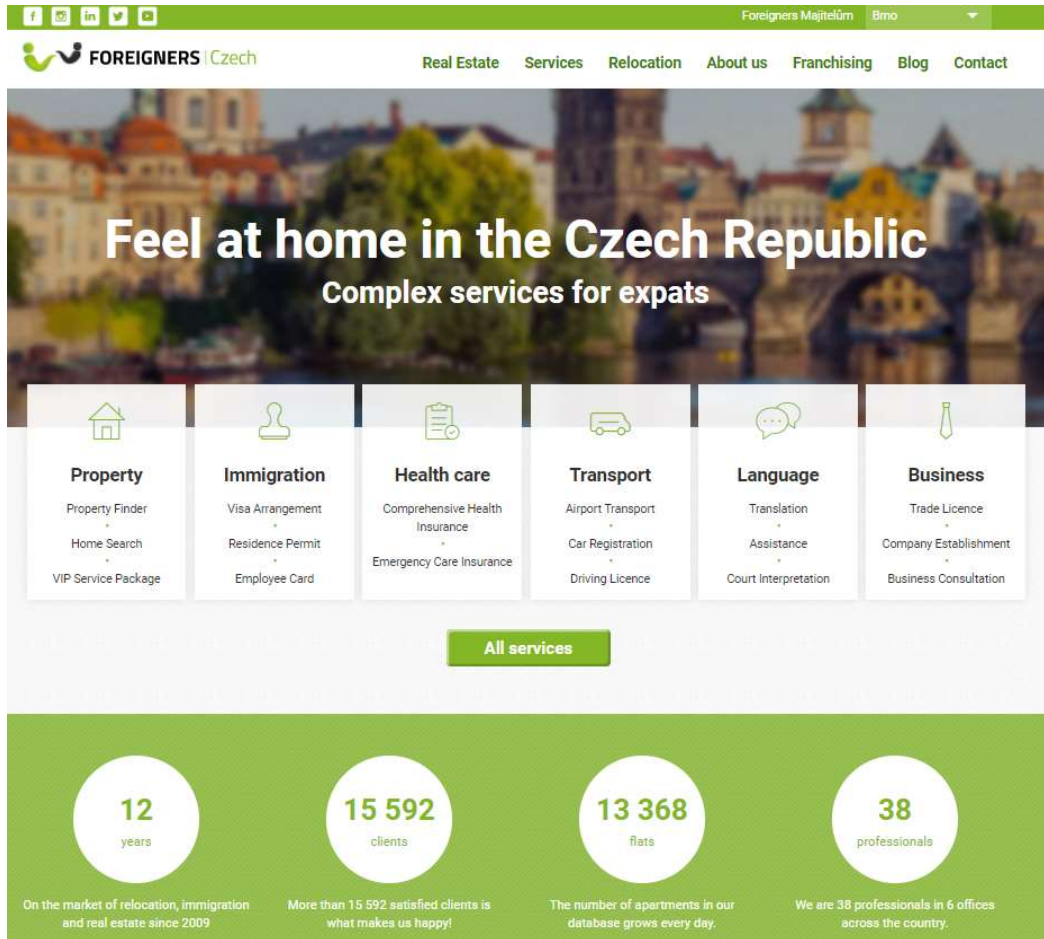 Foreigners Majitelům Brno
FOREIGNERS Czech
Real Estate Services Relocation About us Franchising Blog Contact
Feel at home in the Czech Republic
Complex services for expats
Property
Property Finder
Home Search
VIP Service Package
Immigration
Visa Arrangement
Residence Permit
Employee Card
Health care
Comprehensive Health
Insurance
Emergency Care Insurance
Transport
Airport Transport
Car Registration
Driving Licence
Language
Translation
Assistance
Court Interpretation
Business
Trade Licence
Company Establishment
Business Consultation
All services
12
years
On the market of relocation, immigration
and real estate since 2009
15 592
clients
More than 15 592 satisfied clients is
what makes us happy!
13 368
flats
The number of apartments in our
database grows every day.
38
professionals
We are 38 professionals in 6 offices
across the country.